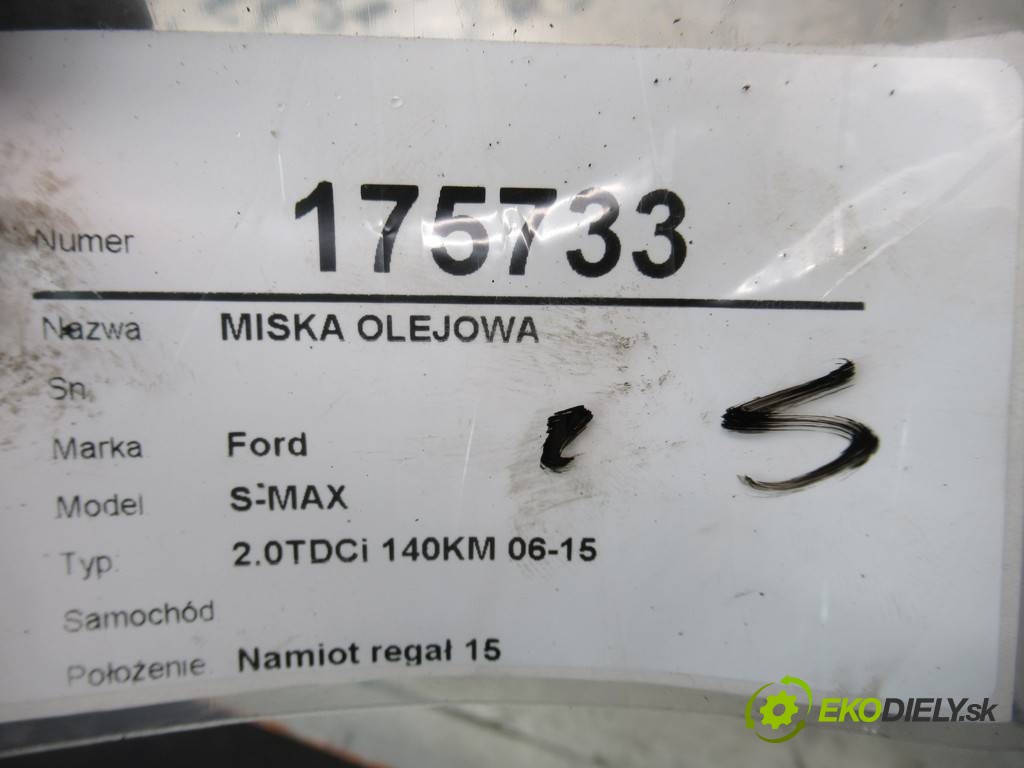 Numer 175733
Nazwa MISKA OLEJOWA
Sn.
Marka Ford
Model S-MAX
Typ: 2.0TDCi 140KM 06-15
Samochód
Położenie: Namiot regał 15
5
EKODIELY.sk